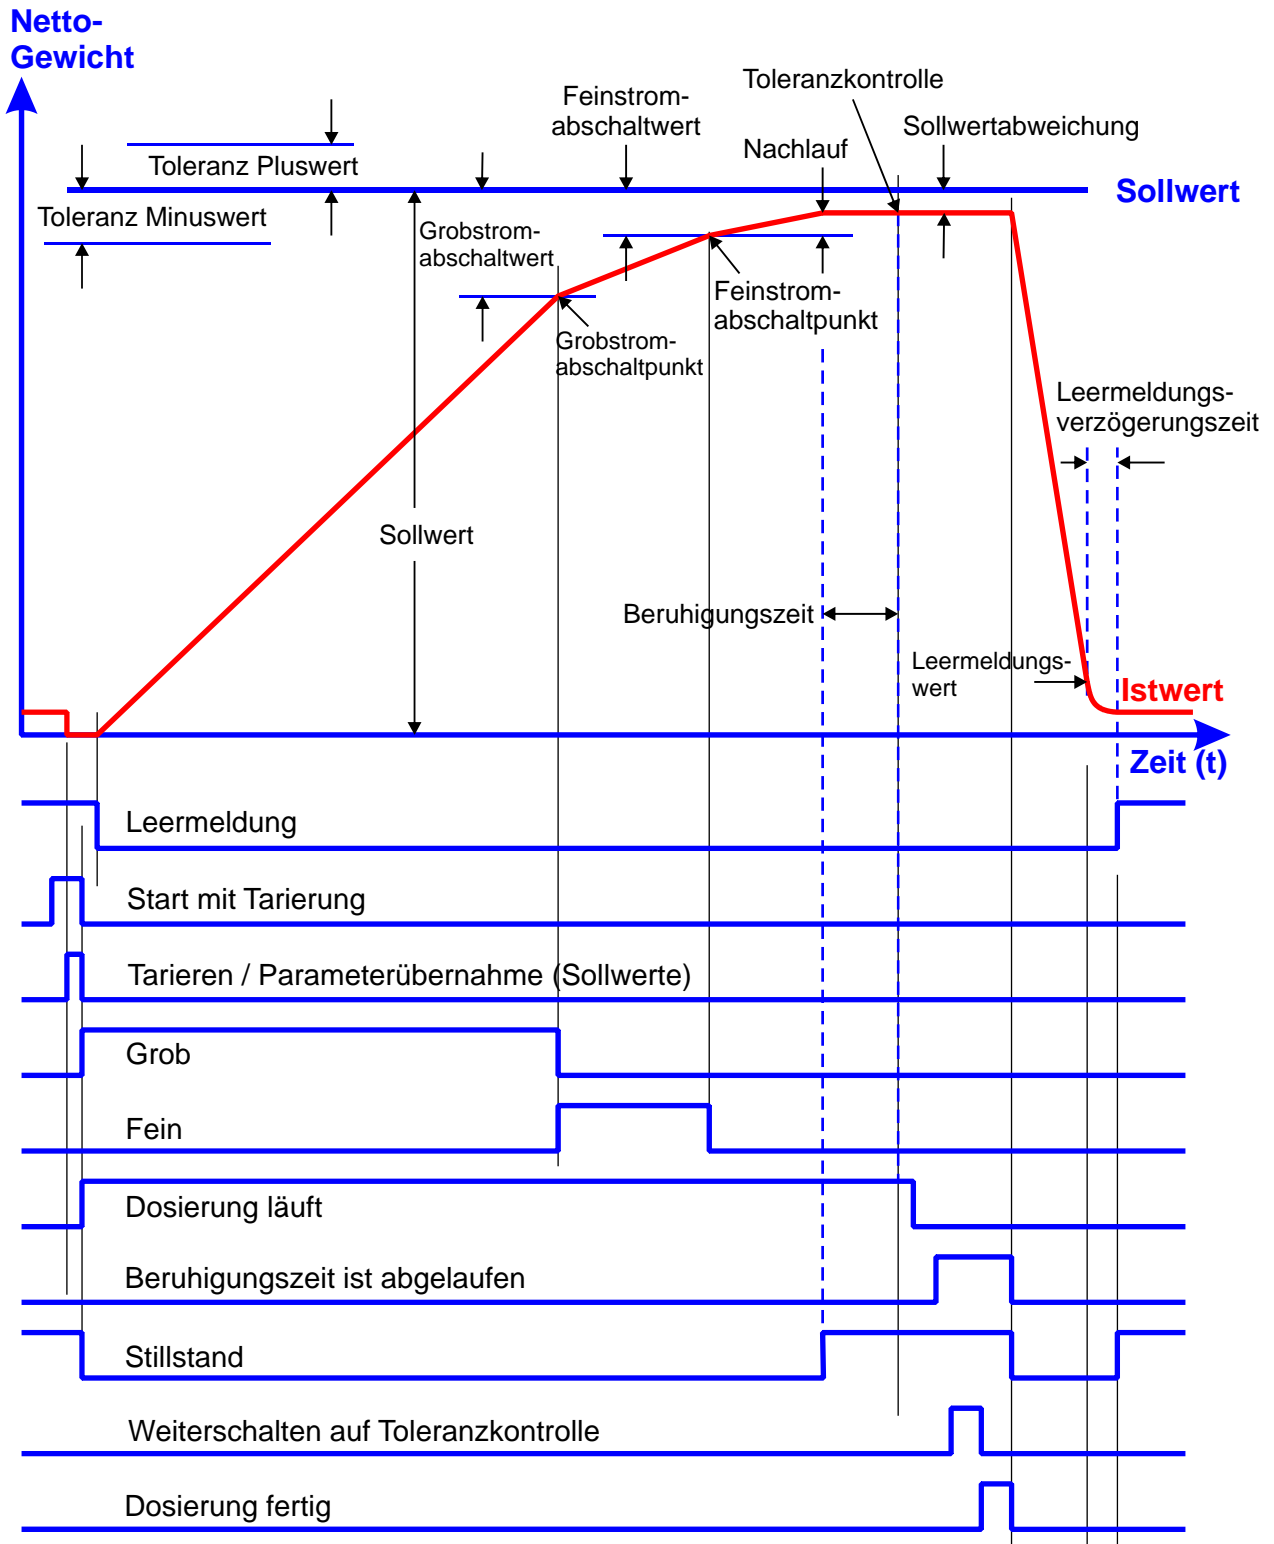 Netto-
Gewicht
Toleranz Pluswert
Toleranz Minuswert
Feinstrom-
abschaltwert
Toleranzkontrolle
Sollwertabweichung
Nachlauf
Sollwert
Grobstrom-
abschaltwert
Feinstrom-
abschaltpunkt
Grobstrom-
abschaltpunkt
Leermeldungs-
verzögerungszeit
Sollwert
Beruhigungszeit
Leermeldungs-
wert
Istwert
Zeit (t)
Leermeldung
Start mit Tarierung
Tarieren / Parameterübernahme (Sollwerte)
Grob
Fein
Dosierung läuft
Beruhigungszeit ist abgelaufen
Stillstand
Weiterschalten auf Toleranzkontrolle
Dosierung fertig